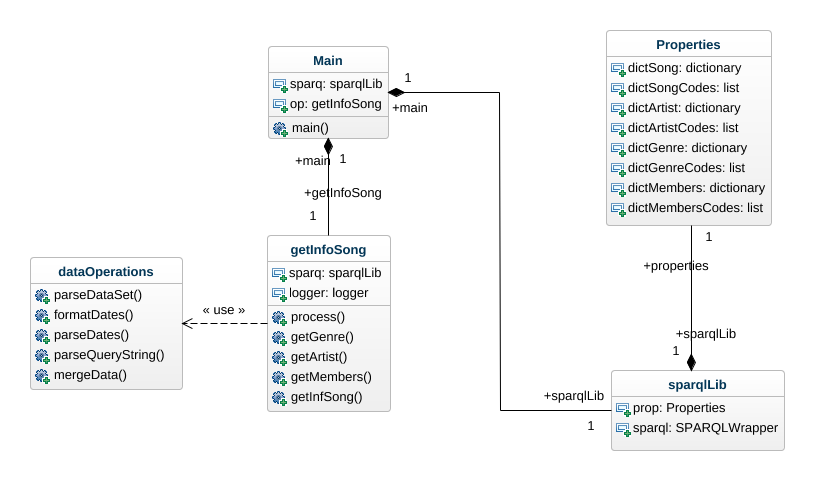 Main
sparq: sparqlLib
op: getInfoSong
main()
1
+main
+main
1
+getInfoSong
1
getInfoSong
sparq: sparqlLib
logger: logger
process()
getGenre()
getArtist()
getMembers()
getInfSong()
« use »
dataOperations
parseDataSet()
formatDates()
parseDates()
parseQueryString()
mergeData()
Properties
dictSong: dictionary
dictSongCodes: list
dictArtist: dictionary
dictArtistCodes: list
dictGenre: dictionary
dictGenreCodes: list
dictMembers: dictionary
dictMembersCodes: list
1
+properties
+sparqlLib
1
+sparqlLib
1
sparqlLib
prop: Properties
sparql: SPARQLWrapper